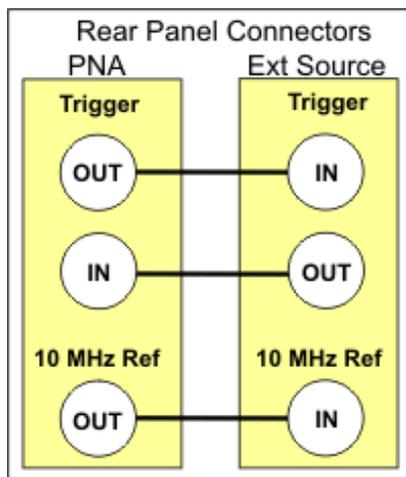 Rear Panel Connectors
PNA Ext Source
Trigger Trigger
OUT IN
IN OUT
10 MHz Ref 10 MHz Ref
OUT IN